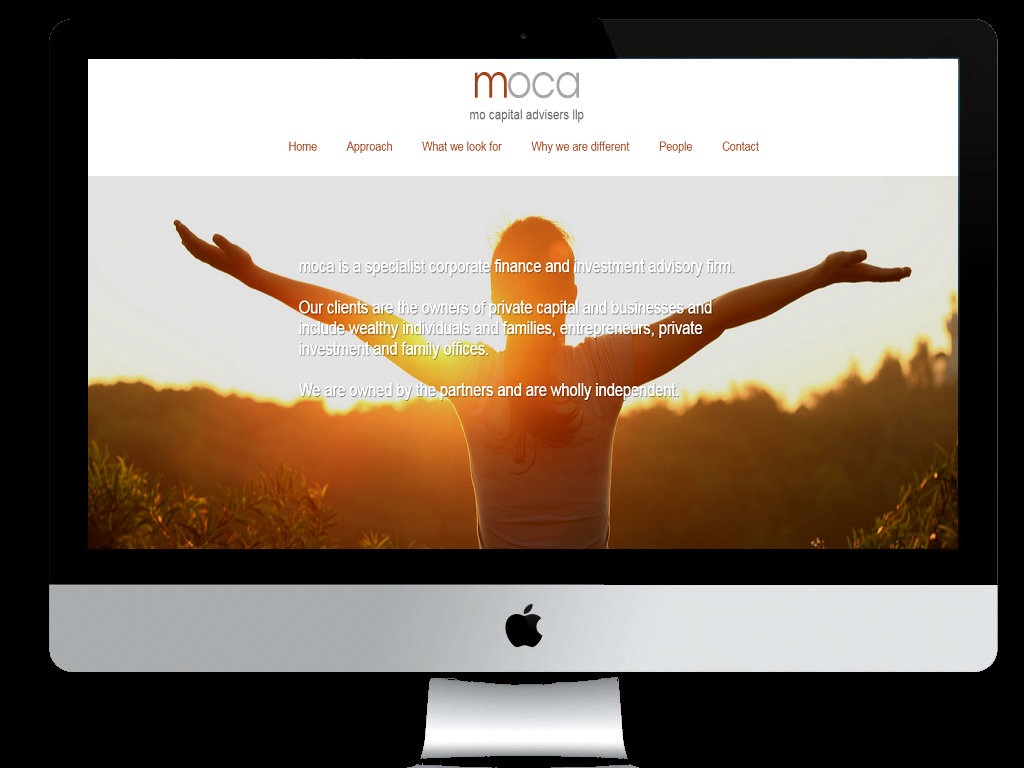 moca
mo capital advisers llp
Home Approach What we look for Why we are different People Contact
moca is a specialist corporate finance and investment advisory firm.
Our clients are the owners of private capital and businesses and
include wealthy individuals and families, entrepreneurs, private
investment and family offices.
We are owned by the partners and are wholly independent.